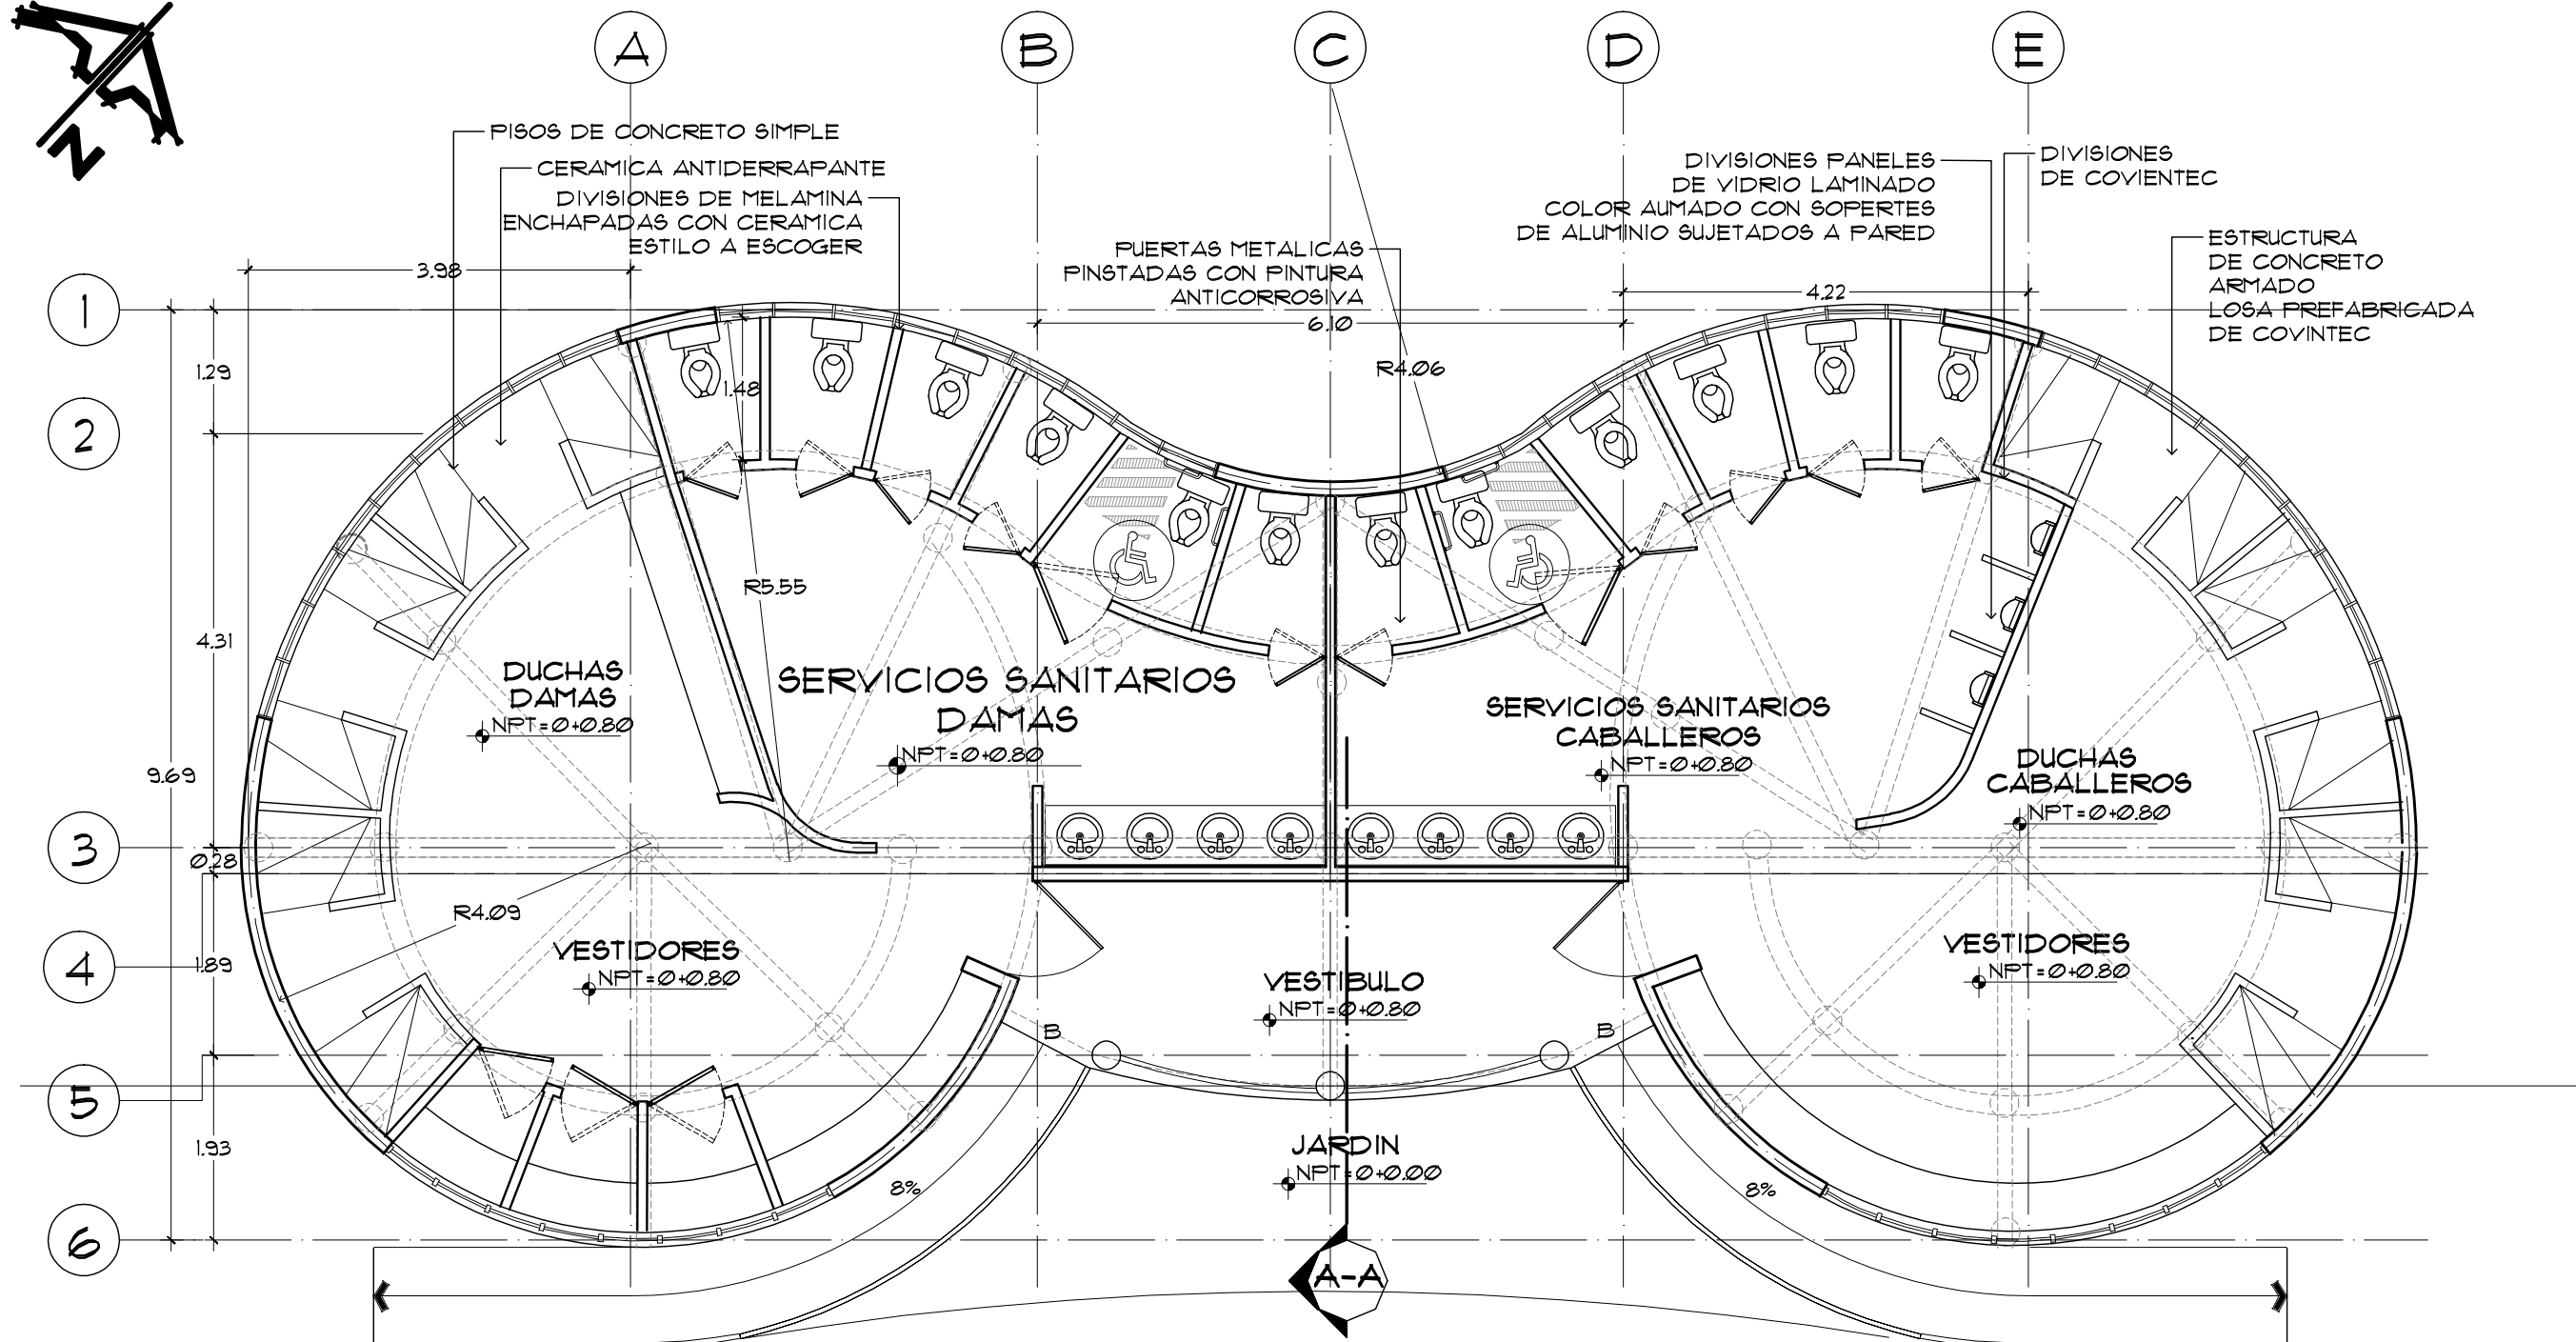 N
A
B
C
D
E
PISOS DE CONCRETO SIMPLE
CERAMICA ANTIDERRAPANTE
DIVISIONES DE MELAMINA
ENCHAPADAS CON CERAMICA
ESTILO A ESCOGER
PUERTAS METALICAS
PINSTADAS CON PINTURA
ANTICORROSIVA
DIVISIONES PANELES
DE VIDRIO LAMINADO
COLOR AUMADO CON SOPERTES
DE ALUMINIO SUJETADOS A PARED
DIVISIONES
DE COVIENTEC
ESTRUCTURA
DE CONCRETO
ARMADO
LOSA PREFABRICADA
DE COVINTEC
3.98
4.22
6.10
1
1.29
R4.06
1.48
2
R5.55
4.31
DUCHAS
DAMAS
NPT=0+0.80
SERVICIOS SANITARIOS
DAMAS
NPT=0+0.80
SERVICIOS SANITARIOS
CABALLEROS
NPT=0+0.80
DUCHAS
CABALLEROS
NPT=0+0.80
9.69
3
0.28
R4.09
VESTIDORES
NPT=0+0.80
VESTIBULO
NPT=0+0.80
VESTIDORES
NPT=0+0.80
4
1.89
B
B
5
1.93
JARDIN
NPT=0+0.00
8%
8%
6
A-A